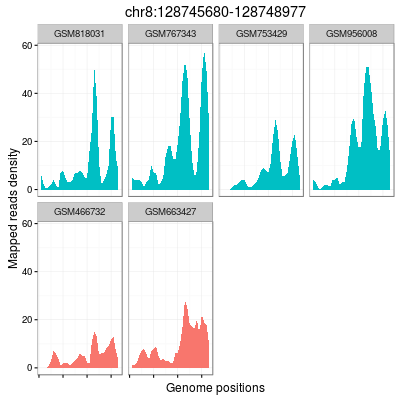 chr8:128745680-128748977
GSM818031 GSM767343 GSM753429 GSM956008
60
40
20
0
Mapped reads density
GSM466732 GSM663427
60
40
20
0
Genome positions